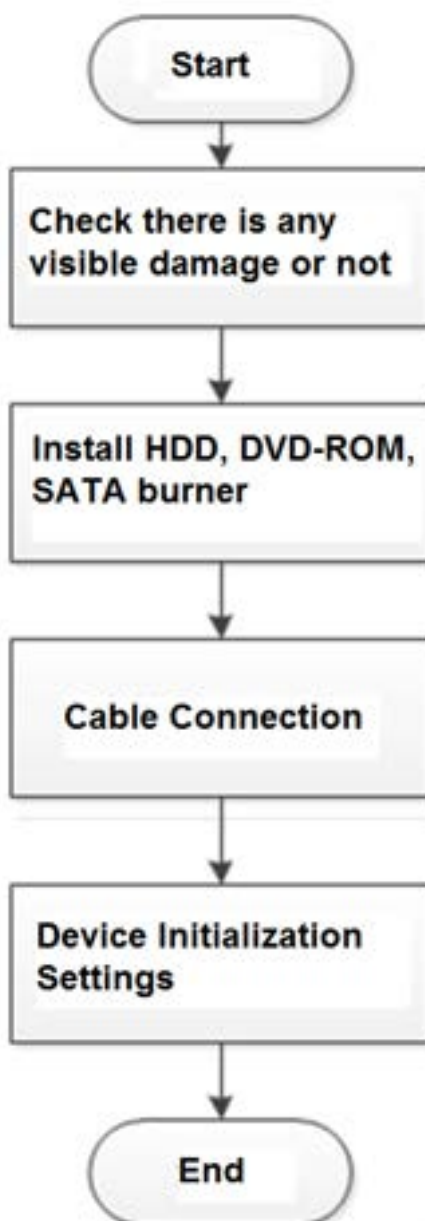 Start
Check there is any
visible damage or not
Install HDD, DVD-ROM,
SATA burner
Cable Connection
Device Initialization
Settings
End